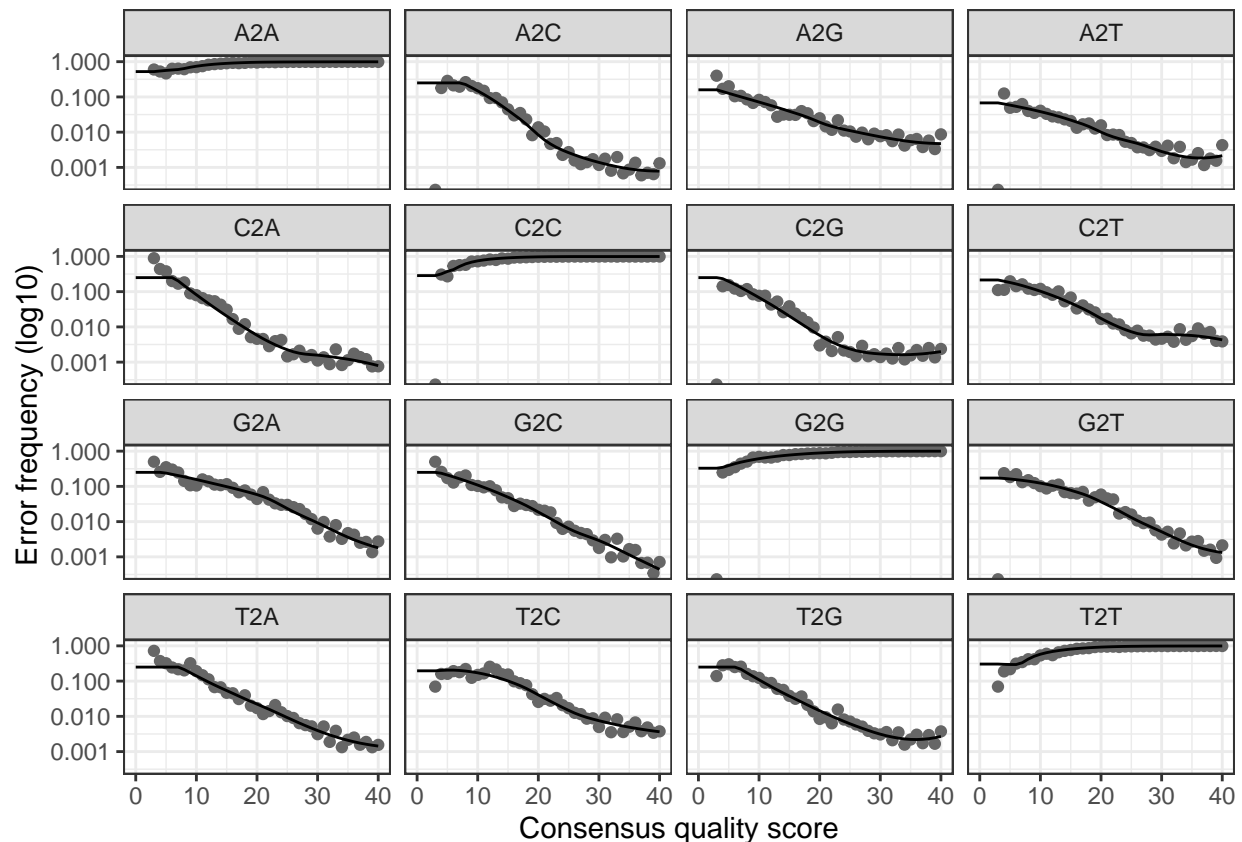 A2A A2C A2G A2T
1.000
0.100
0.010
0.001
C2A C2C C2G C2T
1.000
0.100
0.010
0.001
G2A G2C G2G G2T
1.000
0.100
0.010
0.001
T2A T2C T2G T2T
1.000
0.100
0.010
0.001
0 10 20 30 40 0 10 20 30 40 0 10 20 30 40 0 10 20 30 40
Consensus quality score
Error frequency (log10)